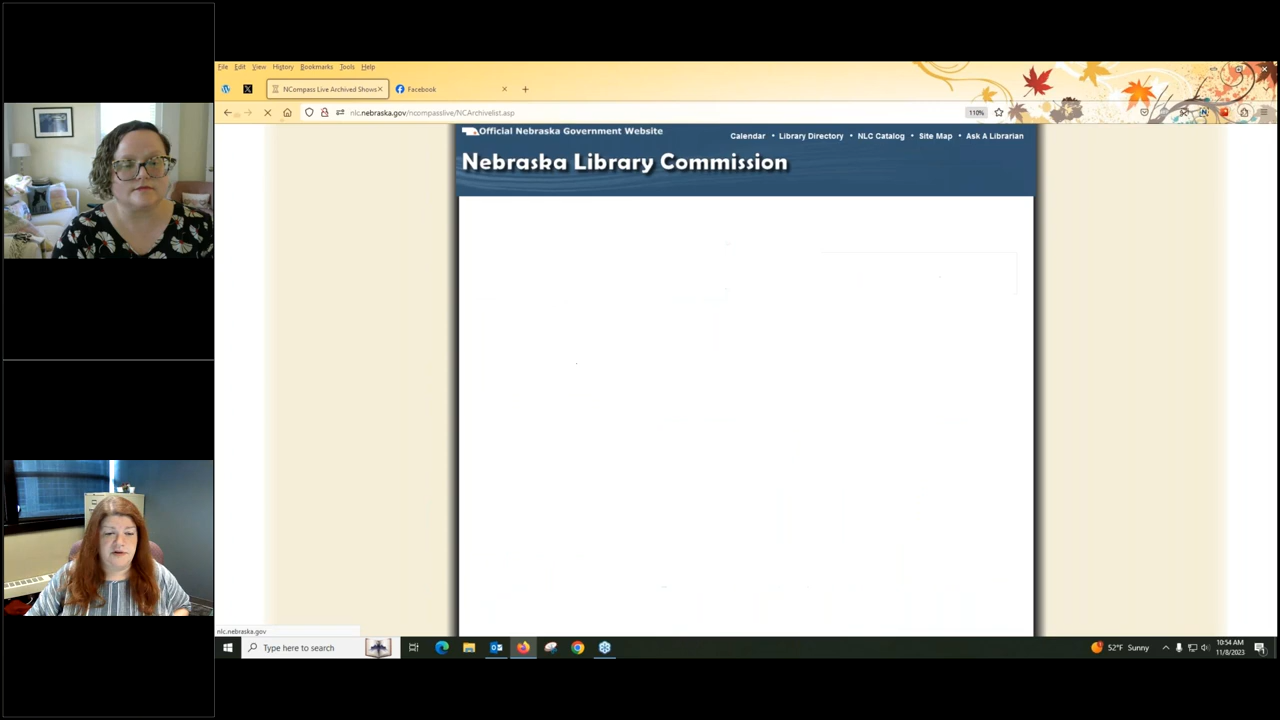 File Edit View History Bookmarks Tools Help
NCompass Live Archived Shows
Facebook
nlc.nebraska.gov/ncompasslive/NCArchivelist.asp
110%
Official Nebraska Government Website
Calendar • Library Directory • NLC Catalog • Site Map • Ask A Librarian
Nebraska Library Commission
nlc.nebraska.gov
Type here to search
52°F Sunny
10:54 AM
11/8/2023